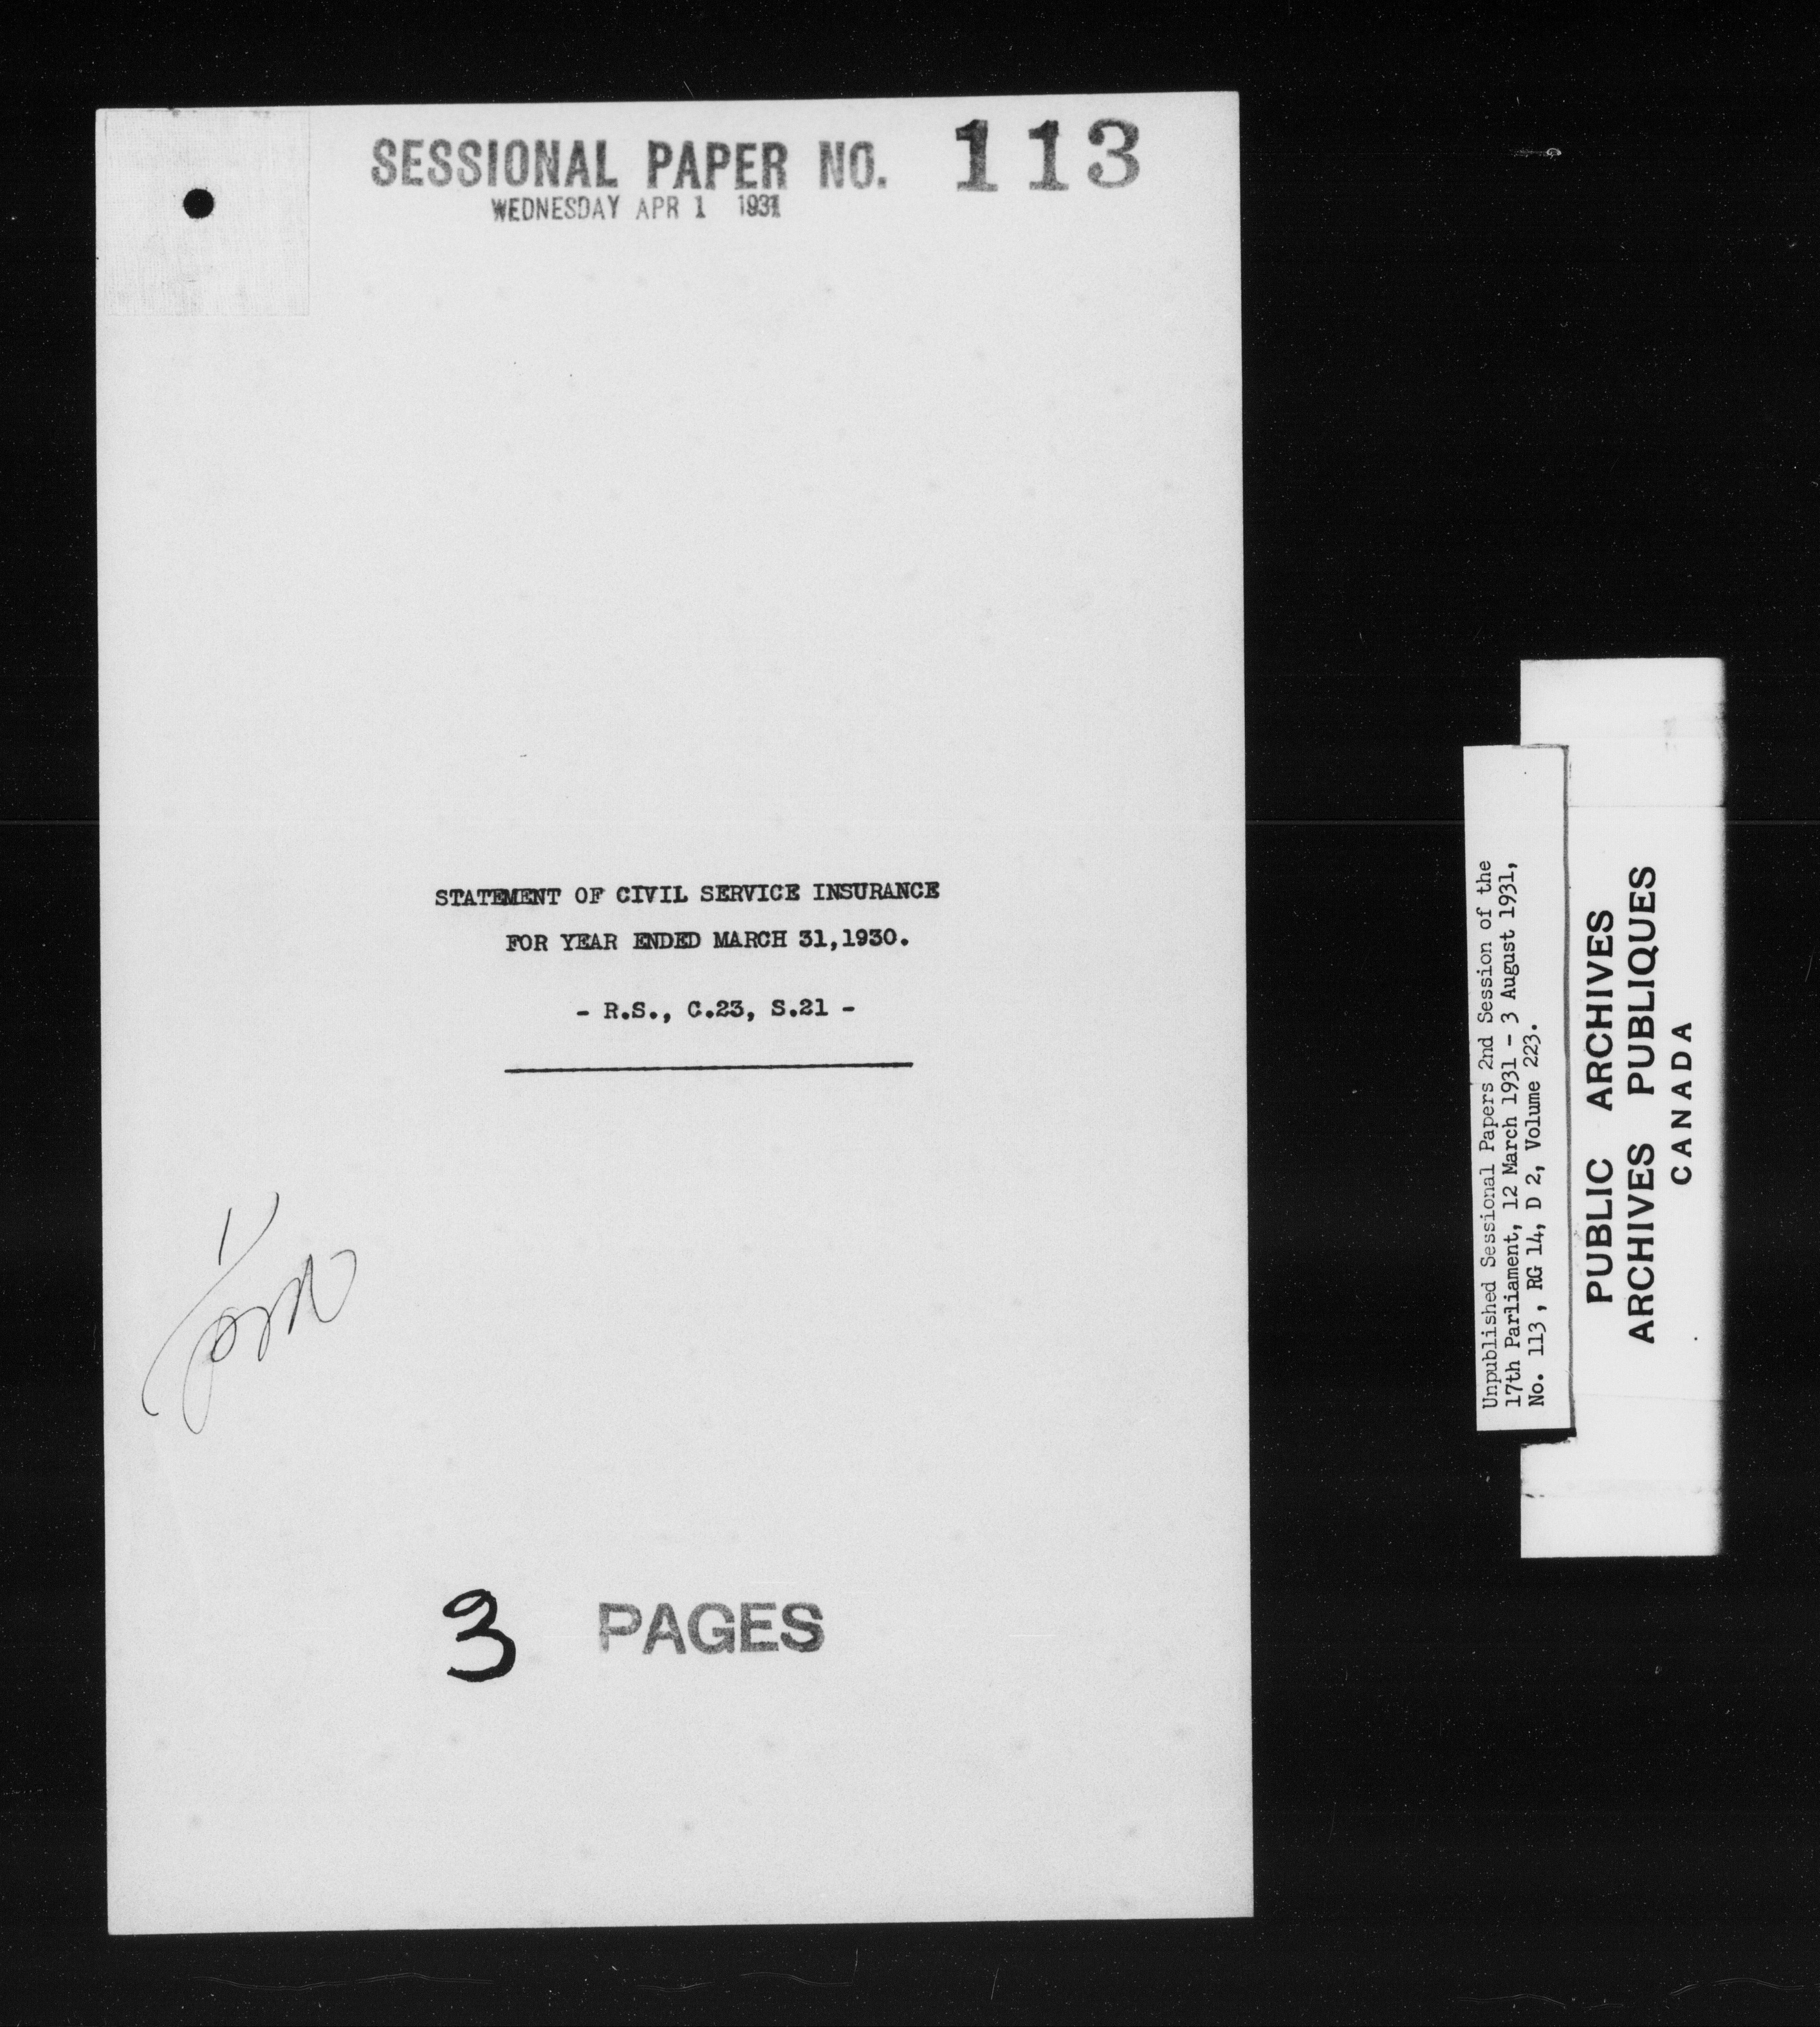 SESSIONAL PAPER NO. 113
WEDNESDAY APR 1 1931
STATEMENT OF CIVIL SERVICE INSURANCE
FOR YEAR ENDED MARCH 31,1930.
- R.S., C.23, S.21 -
3 PAGES
Unpublished Sessional Papers 2nd Session of the
17th Parliament, 12 March 1931 - 3 August 1931,
No. 113, RG 14, D 2, Volume 223.
PUBLIC ARCHIVES
ARCHIVES PUBLIQUES
CANADA